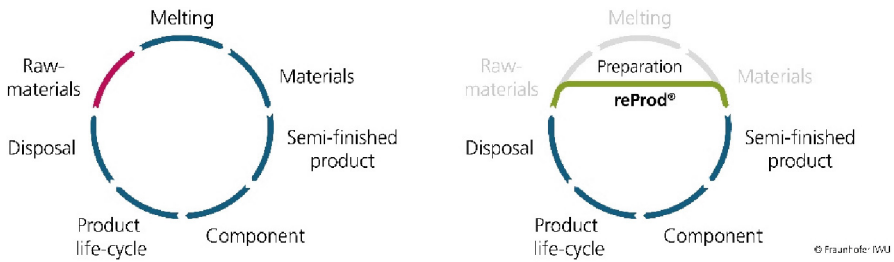 Melting
Raw-
materials
Materials
Disposal
Semi-finished
product
Product
life-cycle
Component
Raw-
materials
Preparation
Materials
reProd®
Disposal
Semi-finished
product
Product
life-cycle
Component
© Fraunhofer IWU